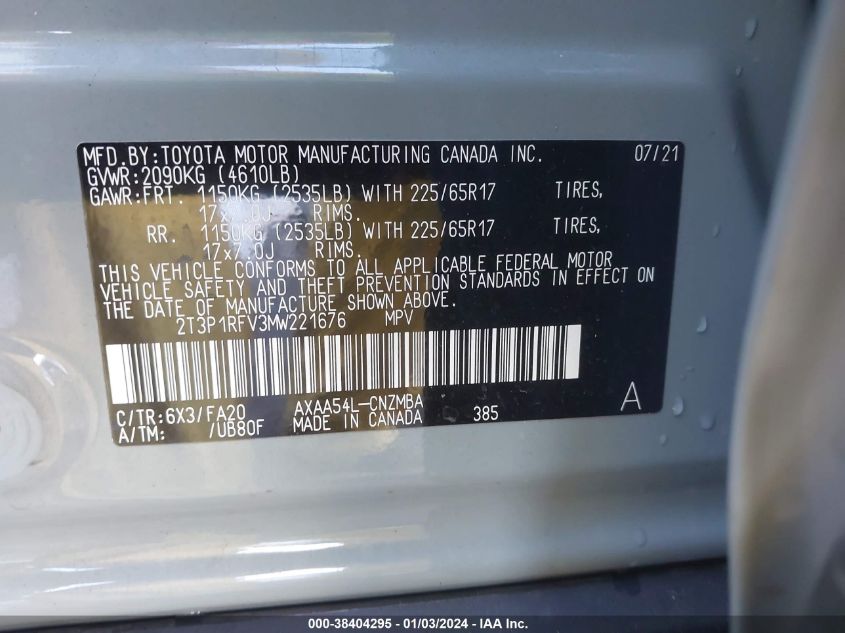 MFD.BY:TOYOTA MOTOR MANUFACTURING CANADA INC. 07/21
GVWR:2090KG (4610LB)
GAWR:FRT. 1150KG (2535LB) WITH 225/65R17 TIRES,
17x7.0J RIMS.
RR. 1150KG (2535LB) WITH 225/65R17 TIRES,
17x7.0J RIMS.
THIS VEHICLE CONFORMS TO ALL APPLICABLE FEDERAL MOTOR
VEHICLE SAFETY AND THEFT PREVENTION STANDARDS IN EFFECT ON
THE DATE OF MANUFACTURE SHOWN ABOVE.
2T3P1RFV3MW221676 MPV
C/TR:6X3/FA20 AXAA54L-CNZMBA
A/TM: /UB80F MADE IN CANADA 385 A
000-38404295 - 01/03/2024 - IAA Inc.